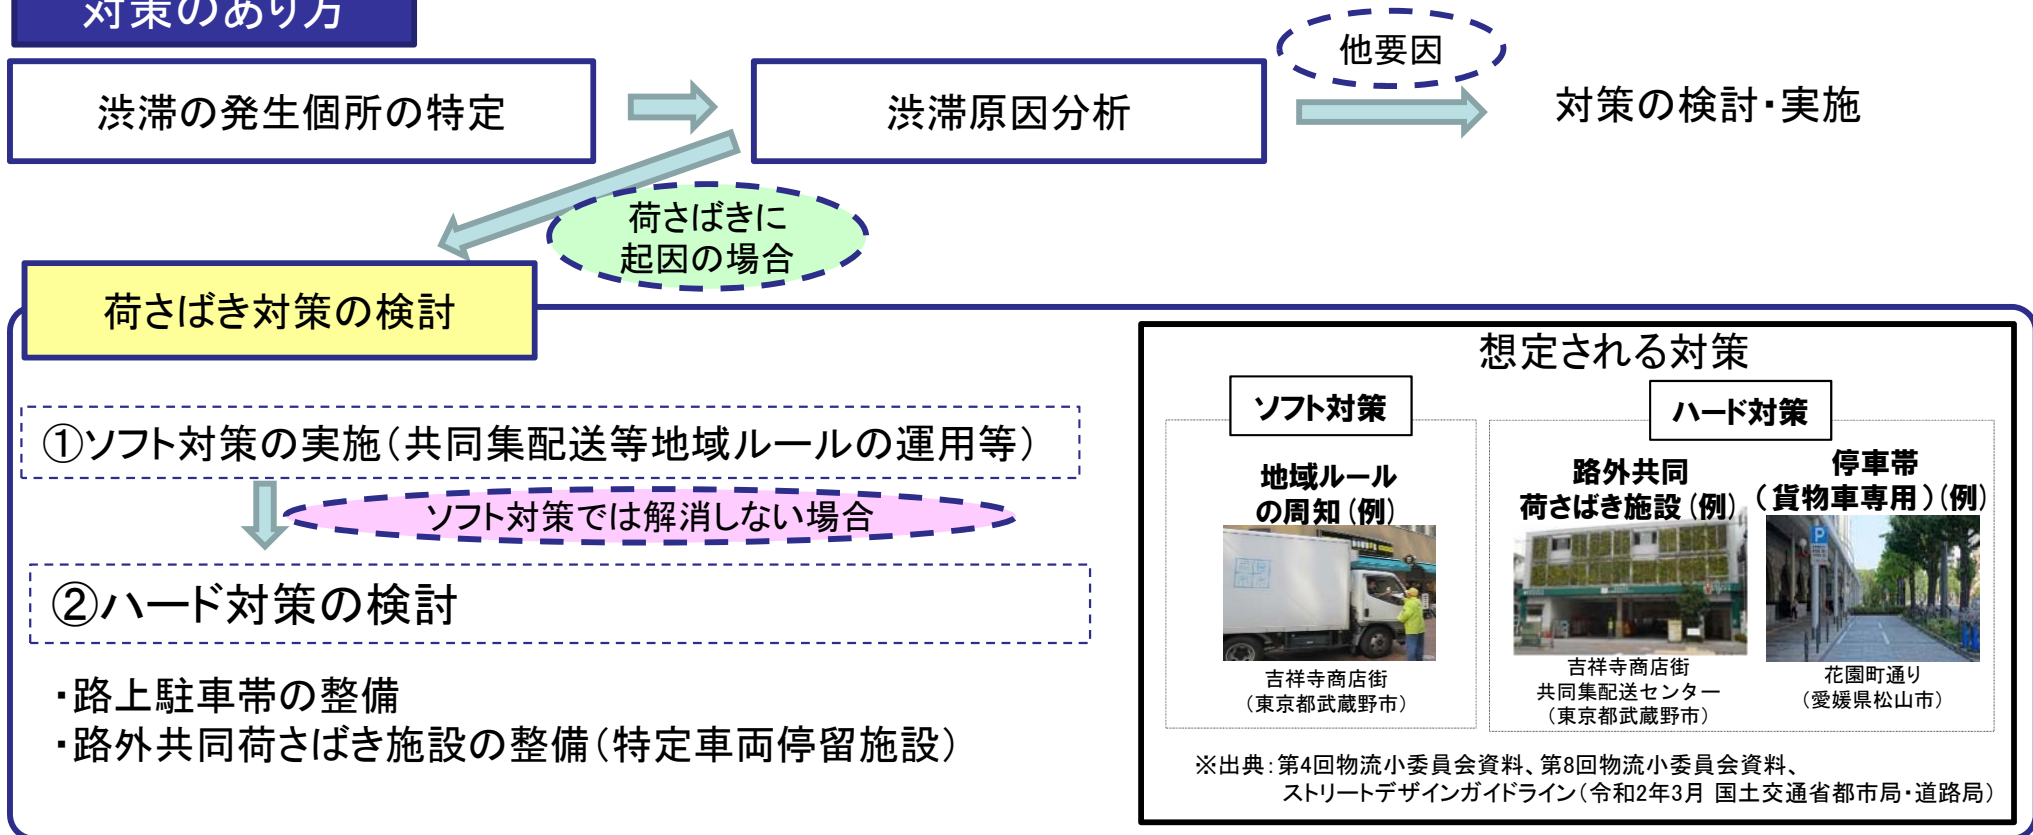 対策のあり方
渋滞の発生個所の特定
渋滞原因分析
他要因
対策の検討・実施
荷さばきに
起因の場合
荷さばき対策の検討
①ソフト対策の実施(共同集配送等地域ルールの運用等)
ソフト対策では解消しない場合
②ハード対策の検討
・路上駐車帯の整備
・路外共同荷さばき施設の整備(特定車両停留施設)
想定される対策
ソフト対策
地域ルール
の周知(例)
吉祥寺商店街
(東京都武蔵野市)
ハード対策
路外共同
荷さばき施設(例)
吉祥寺商店街
共同集配送センター
(東京都武蔵野市)
停車帯
(貨物車専用)(例)
P
花園町通り
(愛媛県松山市)
※出典:第4回物流小委員会資料、第8回物流小委員会資料、
ストリートデザインガイドライン(令和2年3月 国土交通省都市局・道路局)